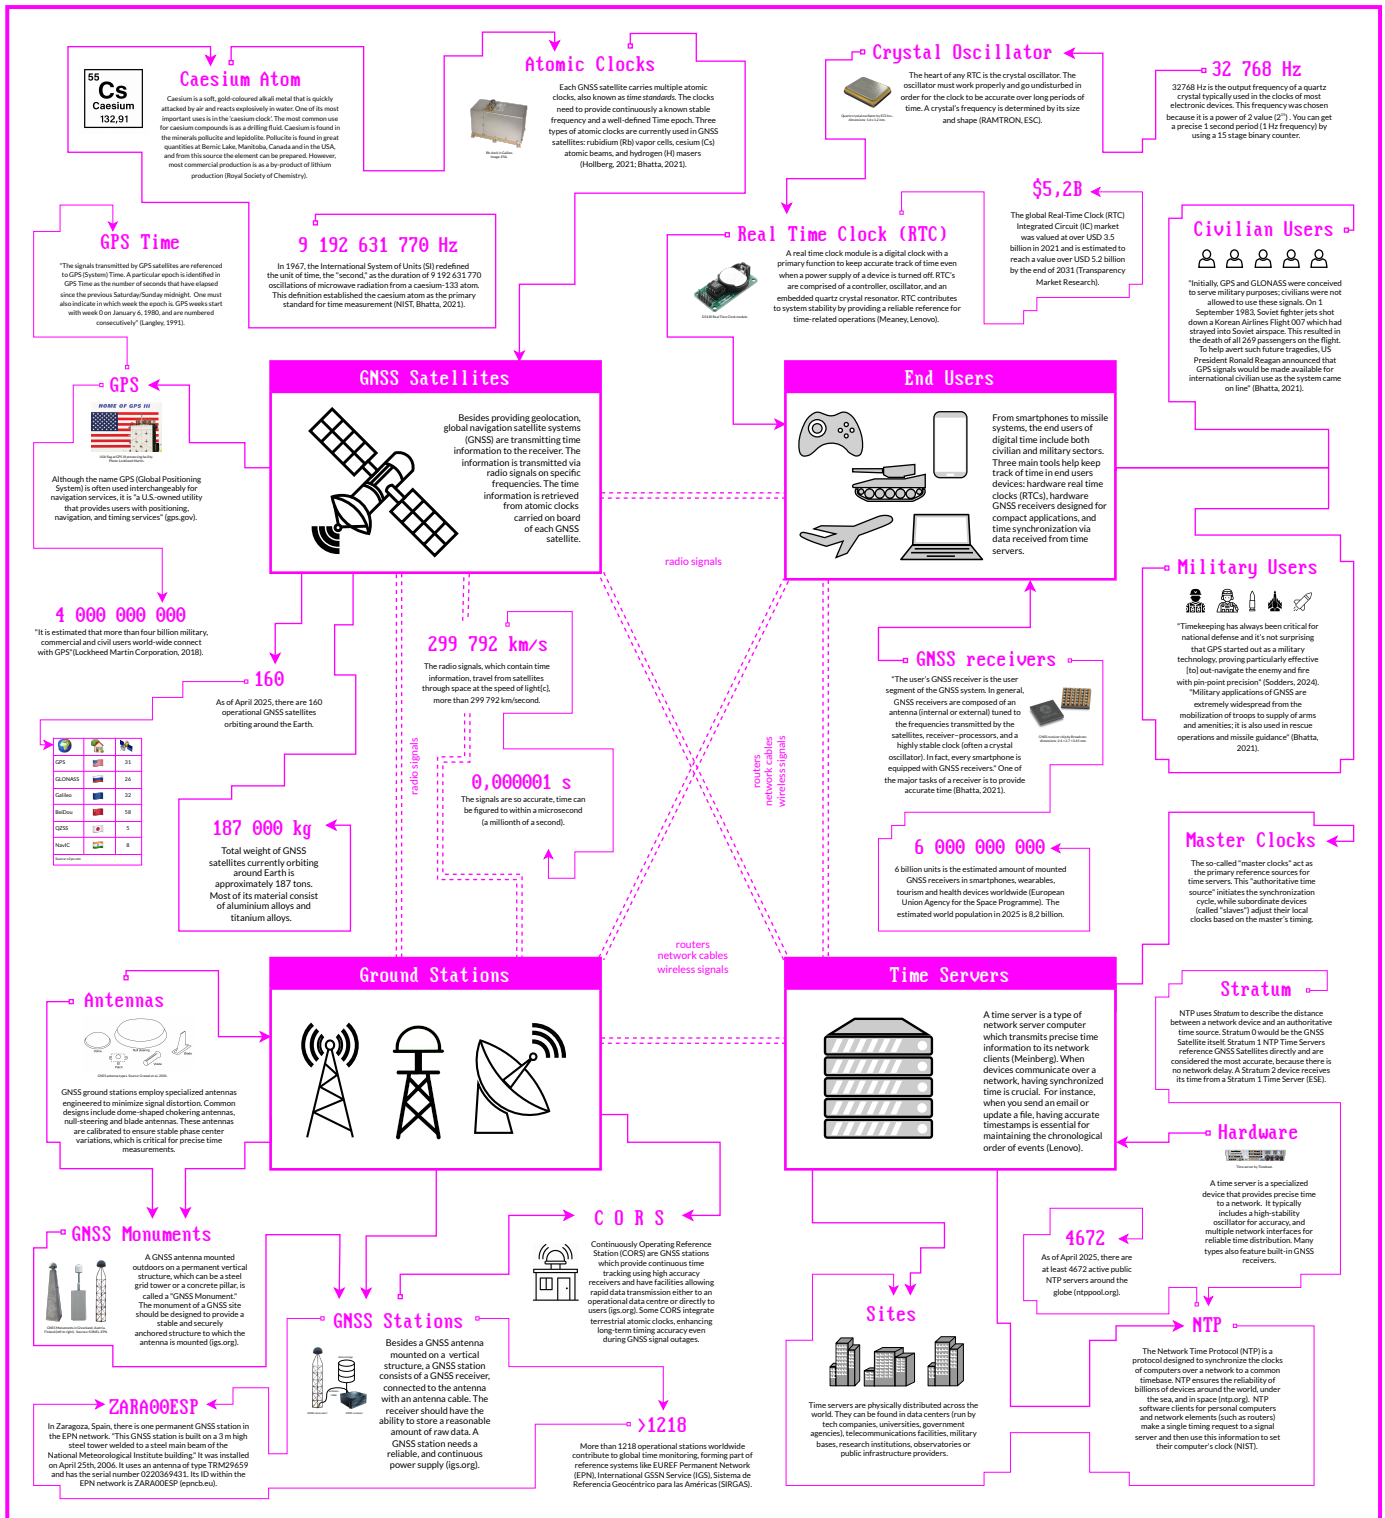 55
Cs
Caesium
132,91
Caesium Atom
Caesium is a soft, gold-coloured alkali metal that is quickly
attacked by air and reacts explosively in water. One of its most
important uses is in the 'caesium clock'. The most common use
for caesium compounds is as a drilling fluid. Caesium is found in
the minerals pollucite and lepidolite. Pollucite is found in great
quantities at Bernic Lake, Manitoba, Canada and in the USA,
and from this source the element can be prepared. However,
most commercial production is as a by-product of lithium
production (Royal Society of Chemistry).
Atomic Clocks
Each GNSS satellite carries multiple atomic
clocks, also known as time standards. The clocks
need to provide continuously a known stable
frequency and a well-defined Time epoch. Three
types of atomic clocks are currently used in GNSS
satellites: rubidium (Rb) vapor cells, cesium (Cs)
atomic beams, and hydrogen (H) masers
(Hollberg, 2021; Bhatta, 2021).
Rb clock in Galileo.
Image: ESA.
Crystal Oscillator
The heart of any RTC is the crystal oscillator. The
oscillator must work properly and go undisturbed in
order for the clock to be accurate over long periods of
time. A crystal's frequency is determined by its size
and shape (RAMTRON, ESC).
32 768 Hz
32768 Hz is the output frequency of a quartz
crystal typically used in the clocks of most
electronic devices. This frequency was chosen
because it is a power of 2 value (2¹⁵) . You can get
a precise 1 second period (1 Hz frequency) by
using a 15 stage binary counter.
GPS Time
"The signals transmitted by GPS satellites are referenced
to GPS (System) Time. A particular epoch is identified in
GPS Time as the number of seconds that have elapsed
since the previous Saturday/Sunday midnight. One must
also indicate in which week the epoch is. GPS weeks start
with week 0 on January 6, 1980, and are numbered
consecutively" (Langley, 1991).
9 192 631 770 Hz
In 1967, the International System of Units (SI) redefined
the unit of time, the "second," as the duration of 9 192 631 770
oscillations of microwave radiation from a caesium-133 atom.
This definition established the caesium atom as the primary
standard for time measurement (NIST, Bhatta, 2021).
Real Time Clock (RTC)
A real time clock module is a digital clock with a
primary function to keep accurate track of time even
when a power supply of a device is turned off. RTC's
are comprised of a controller, oscillator, and an
embedded quartz crystal resonator. RTC contributes
to system stability by providing a reliable reference for
time-related operations (Meaney, Lenovo).
$5,2B
The global Real-Time Clock (RTC)
Integrated Circuit (IC) market
was valued at over USD 3.5
billion in 2021 and is estimated to
reach a value over USD 5.2 billion
by the end of 2031 (Transparency
Market Research).
Civilian Users
"Initially, GPS and GLONASS were conceived
to serve military purposes; civilians were not
allowed to use these signals. On 1
September 1983, Soviet fighter jets shot
down a Korean Airlines Flight 007 which had
strayed into Soviet airspace. This resulted in
the death of all 269 passengers on the flight.
To help avert such future tragedies, US
President Ronald Reagan announced that
GPS signals would be made available for
international civilian use as the system came
on line" (Bhatta, 2021).
GPS
HOME OF GPS III
Although the name GPS (Global Positioning
System) is often used interchangeably for
navigation services, it is "a U.S.-owned utility
that provides users with positioning,
navigation, and timing services" (gps.gov).
GNSS Satellites
Besides providing geolocation,
global navigation satellite systems
(GNSS) are transmitting time
information to the receiver. The
information is transmitted via
radio signals on specific
frequencies. The time
information is retrieved
from atomic clocks
carried on board
of each GNSS
satellite.
End Users
From smartphones to missile
systems, the end users of
digital time include both
civilian and military sectors.
Three main tools help keep
track of time in end users
devices: hardware real time
clocks (RTCs), hardware
GNSS receivers designed for
compact applications, and
time synchronization via
data received from time
servers.
radio signals
4 000 000 000
"It is estimated that more than four billion military,
commercial and civil users world-wide connect
with GPS"(Lockheed Martin Corporation, 2018).
160
As of April 2025, there are 160
operational GNSS satellites
orbiting around the Earth.
GPS 31
GLONASS 26
Galileo 32
BeiDou 58
QZSS 5
NavIC 8
299 792 km/s
The radio signals, which contain time
information, travel from satellites
through space at the speed of light[c],
more than 299 792 km/second.
radio signals
0,000001 s
The signals are so accurate, time can
be figured to within a microsecond
(a millionth of a second).
187 000 kg
Total weight of GNSS
satellites currently orbiting
around Earth is
approximately 187 tons.
Most of its material consist
of aluminium alloys and
titanium alloys.
routers
network cables
wireless signals
GNSS receivers
"The user's GNSS receiver is the user
segment of the GNSS system. In general,
GNSS receivers are composed of an
antenna (internal or external) tuned to
the frequencies transmitted by the
satellites, receiver–processors, and a
highly stable clock (often a crystal
oscillator). In fact, every smartphone is
equipped with GNSS receivers." One of
the major tasks of a receiver is to provide
accurate time (Bhatta, 2021).
6 000 000 000
6 billion units is the estimated amount of mounted
GNSS receivers in smartphones, wearables,
tourism and health devices worldwide (European
Union Agency for the Space Programme). The
estimated world population in 2025 is 8,2 billion.
Military Users
"Timekeeping has always been critical for
national defense and it's not surprising
that GPS started out as a military
technology, proving particularly effective
[to] out-navigate the enemy and fire
with pin-point precision" (Sodders, 2024).
"Military applications of GNSS are
extremely widespread from the
mobilization of troops to supply of arms
and amenities; it is also used in rescue
operations and missile guidance" (Bhatta,
2021).
Master Clocks
The so-called "master clocks" act as
the primary reference sources for
time servers. This "authoritative time
source" initiates the synchronization
cycle, while subordinate devices
(called "slaves") adjust their local
clocks based on the master's timing.
routers
network cables
wireless signals
Antennas
GNSS ground stations employ specialized antennas
engineered to minimize signal distortion. Common
designs include dome-shaped chokering antennas,
null-steering and blade antennas. These antennas
are calibrated to ensure stable phase center
variations, which is critical for precise time
measurements.
Ground Stations
Time Servers
A time server is a type of
network server computer
which transmits precise time
information to its network
clients (Meinberg). When
devices communicate over a
network, having synchronized
time is crucial. For instance,
when you send an email or
update a file, having accurate
timestamps is essential for
maintaining the chronological
order of events (Lenovo).
Stratum
NTP uses Stratum to describe the distance
between a network device and an authoritative
time source. Stratum 0 would be the GNSS
Satellite itself. Stratum 1 NTP Time Servers
reference GNSS Satellites directly and are
considered the most accurate, because there is
no network delay. A Stratum 2 device receives
its time from a Stratum 1 Time Server (ESE).
Hardware
Time server by Timebeat.
A time server is a specialized
device that provides precise time
to a network. It typically
includes a high-stability
oscillator for accuracy, and
multiple network interfaces for
reliable time distribution. Many
types also feature built-in GNSS
receivers.
GNSS Monuments
A GNSS antenna mounted
outdoors on a permanent vertical
structure, which can be a steel
grid tower or a concrete pillar, is
called a "GNSS Monument."
The monument of a GNSS site
should be designed to provide a
stable and securely
anchored structure to which the
antenna is mounted (igs.org).
CORS
Continuously Operating Reference
Station (CORS) are GNSS stations
which provide continuous time
tracking using high accuracy
receivers and have facilities allowing
rapid data transmission either to an
operational data centre or directly to
users (igs.org). Some CORS integrate
terrestrial atomic clocks, enhancing
long-term timing accuracy even
during GNSS signal outages.
4672
As of April 2025, there are
at least 4672 active public
NTP servers around the
globe (ntppool.org).
GNSS Stations
Besides a GNSS antenna
mounted on a vertical
structure, a GNSS station
consists of a GNSS receiver,
connected to the antenna
with an antenna cable. The
receiver should have the
ability to store a reasonable
amount of raw data. A
GNSS station needs a
reliable, and continuous
power supply (igs.org).
Sites
Time servers are physically distributed across the
world. They can be found in data centers (run by
tech companies, universities, government
agencies), telecommunications facilities, military
bases, research institutions, observatories or
public infrastructure providers.
NTP
The Network Time Protocol (NTP) is a
protocol designed to synchronize the clocks
of computers over a network to a common
timebase. NTP ensures the reliability of
billions of devices around the world, under
the sea, and in space (ntp.org). NTP
software clients for personal computers
and network elements (such as routers)
make a single timing request to a signal
server and then use this information to set
their computer's clock (NIST).
ZARA00ESP
In Zaragoza, Spain, there is one permanent GNSS station in
the EPN network. "This GNSS station is built on a 3 m high
steel tower welded to a steel main beam of the
National Meteorological Institute building." It was installed
on April 25th, 2006. It uses an antenna of type TRM29659
and has the serial number 0220369431. Its ID within the
EPN network is ZARA00ESP (epncb.eu).
>1218
More than 1218 operational stations worldwide
contribute to global time monitoring, forming part of
reference systems like EUREF Permanent Network
(EPN), International GSSN Service (IGS), Sistema de
Referencia Geocéntrico para las Américas (SIRGAS).